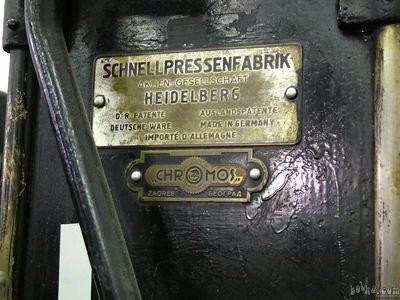 SCHNELLPRESSENFABRIK
AKTIEN-GESELLSCHAFT
HEIDELBERG
D.R. PATENTE AUSLANDSPATENTE
DEUTSCHE WARE MADE IN GERMANY
IMPORTÉ D'ALLEMAGNE
CHROMOS
ZAGREB БЕОГРАД